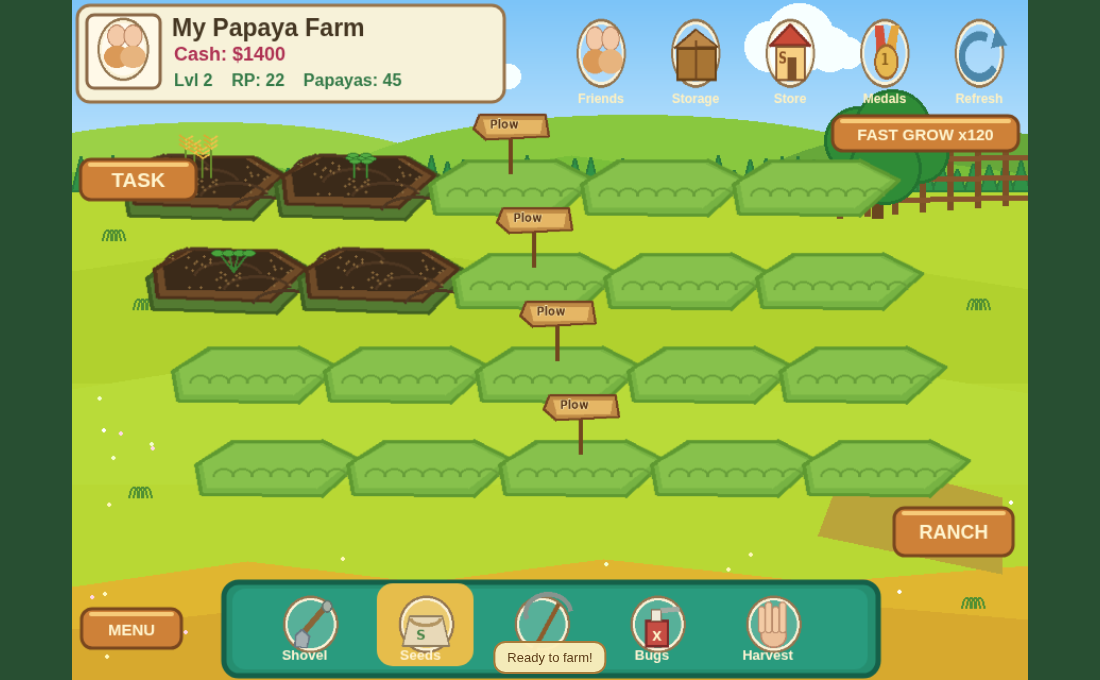 My Papaya Farm
Cash: $1400
Lvl 2 RP: 22 Papayas: 45
Friends
Storage
S
Store
1
Medals
Refresh
FAST GROW x120
TASK
Plow
Plow
Plow
Plow
RANCH
MENU
Shovel
S
Seeds
X
Bugs
Harvest
Ready to farm!